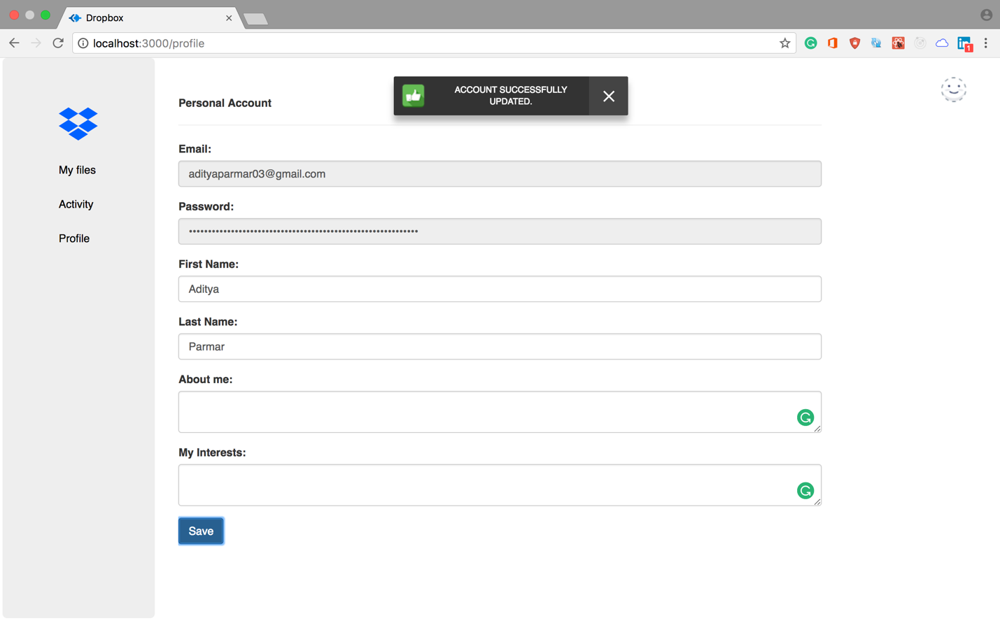 Dropbox
localhost:3000/profile
1
ACCOUNT SUCCESSFULLY
UPDATED.
Personal Account
My files
Activity
Profile
Email:
adityaparmar03@gmail.com
Password:
••••••••••••••••••••••••••••••••••••••••••••••••••••••••••••
First Name:
Aditya
Last Name:
Parmar
About me:
My Interests:
Save